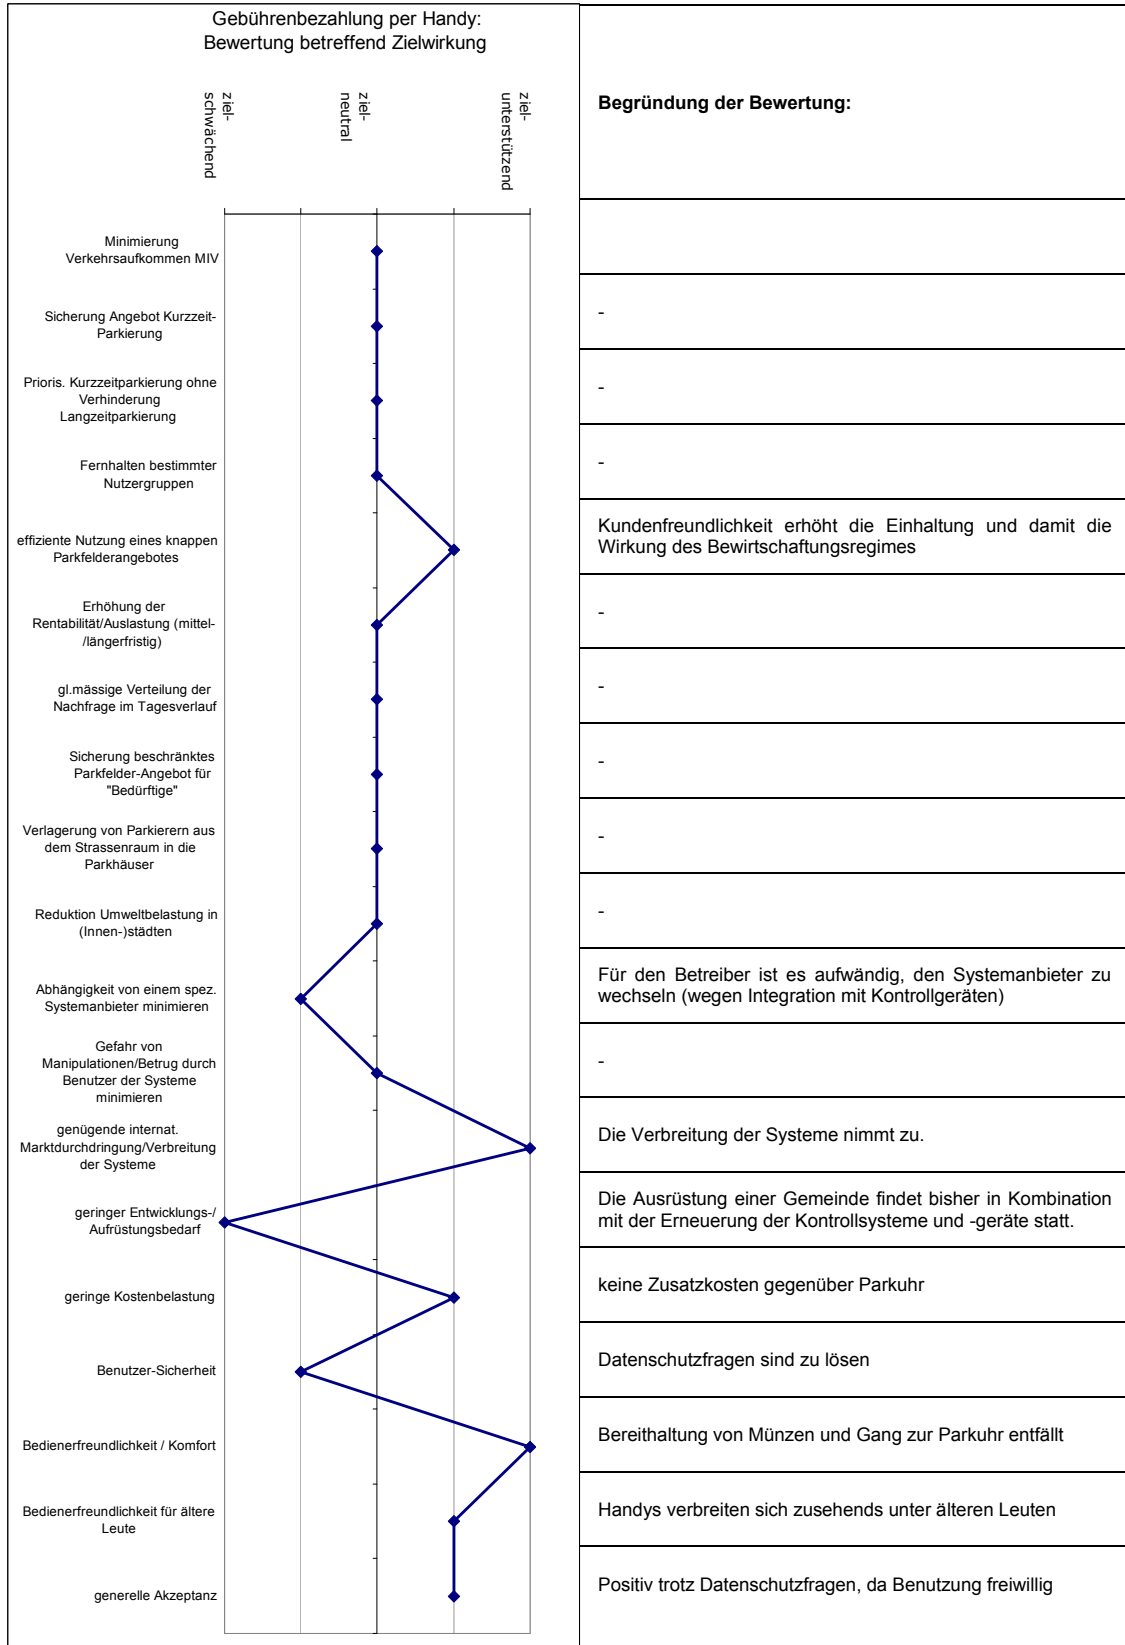 Gebührenbezahlung per Handy:
Bewertung betreffend Zielwirkung
ziel-
schwächend
ziel-
neutral
ziel-
unterstützend
Begründung der Bewertung:
Minimierung
Verkehrsaufkommen MIV
Sicherung Angebot Kurzzeit-
Parkierung
-
Prioris. Kurzzeitparkierung ohne
Verhinderung
Langzeitparkierung
-
Fernhalten bestimmter
Nutzergruppen
-
effiziente Nutzung eines knappen
Parkfelderangebotes
Kundenfreundlichkeit erhöht die Einhaltung und damit die
Wirkung des Bewirtschaftungsregimes
Erhöhung der
Rentabilität/Auslastung (mittel-
/längerfristig)
-
gl.mässige Verteilung der
Nachfrage im Tagesverlauf
-
Sicherung beschränktes
Parkfelder-Angebot für
"Bedürftige"
-
Verlagerung von Parkierern aus
dem Strassenraum in die
Parkhäuser
-
Reduktion Umweltbelastung in
(Innen-)städten
-
Abhängigkeit von einem spez.
Systemanbieter minimieren
Für den Betreiber ist es aufwändig, den Systemanbieter zu
wechseln (wegen Integration mit Kontrollgeräten)
Gefahr von
Manipulationen/Betrug durch
Benutzer der Systeme
minimieren
-
genügende internat.
Marktdurchdringung/Verbreitung
der Systeme
Die Verbreitung der Systeme nimmt zu.
geringer Entwicklungs-/
Aufrüstungsbedarf
Die Ausrüstung einer Gemeinde findet bisher in Kombination
mit der Erneuerung der Kontrollsysteme und -geräte statt.
geringe Kostenbelastung
keine Zusatzkosten gegenüber Parkuhr
Benutzer-Sicherheit
Datenschutzfragen sind zu lösen
Bedienerfreundlichkeit / Komfort
Bereithaltung von Münzen und Gang zur Parkuhr entfällt
Bedienerfreundlichkeit für ältere
Leute
Handys verbreiten sich zusehends unter älteren Leuten
generelle Akzeptanz
Positiv trotz Datenschutzfragen, da Benutzung freiwillig